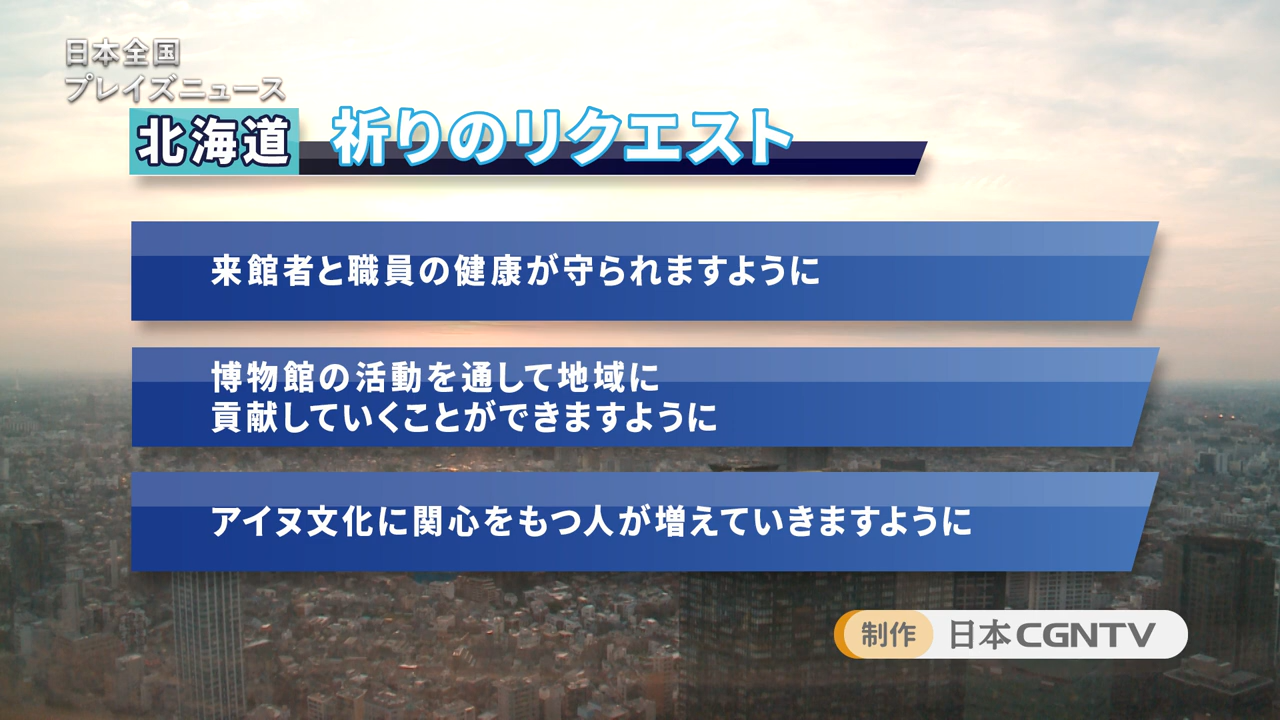 日本全国
プレイズニュース
北海道 祈りのリクエスト
来館者と職員の健康が守られますように
博物館の活動を通して地域に
貢献していくことができますように
アイヌ文化に関心をもつ人が増えていきますように
制作 日本CGNTV